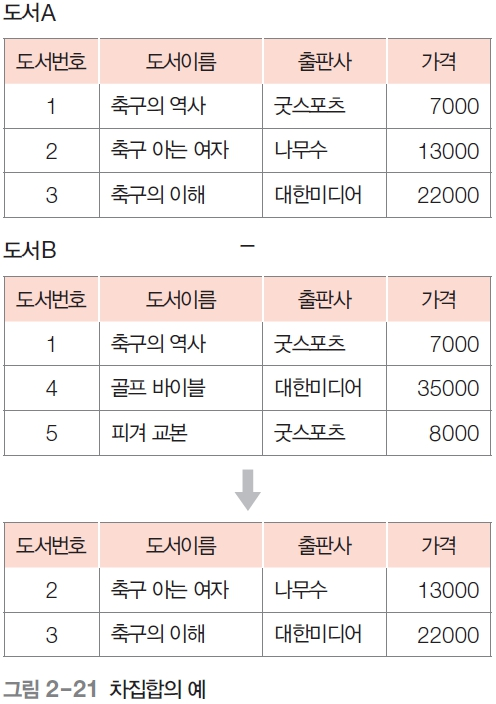 도서A
도서번호 도서이름 출판사 가격
1 축구의 역사 굿스포츠 7000
2 축구 아는 여자 나무수 13000
3 축구의 이해 대한미디어 22000
도서B −
도서번호 도서이름 출판사 가격
1 축구의 역사 굿스포츠 7000
4 골프 바이블 대한미디어 35000
5 피겨 교본 굿스포츠 8000
도서번호 도서이름 출판사 가격
2 축구 아는 여자 나무수 13000
3 축구의 이해 대한미디어 22000
그림 2-21 차집합의 예